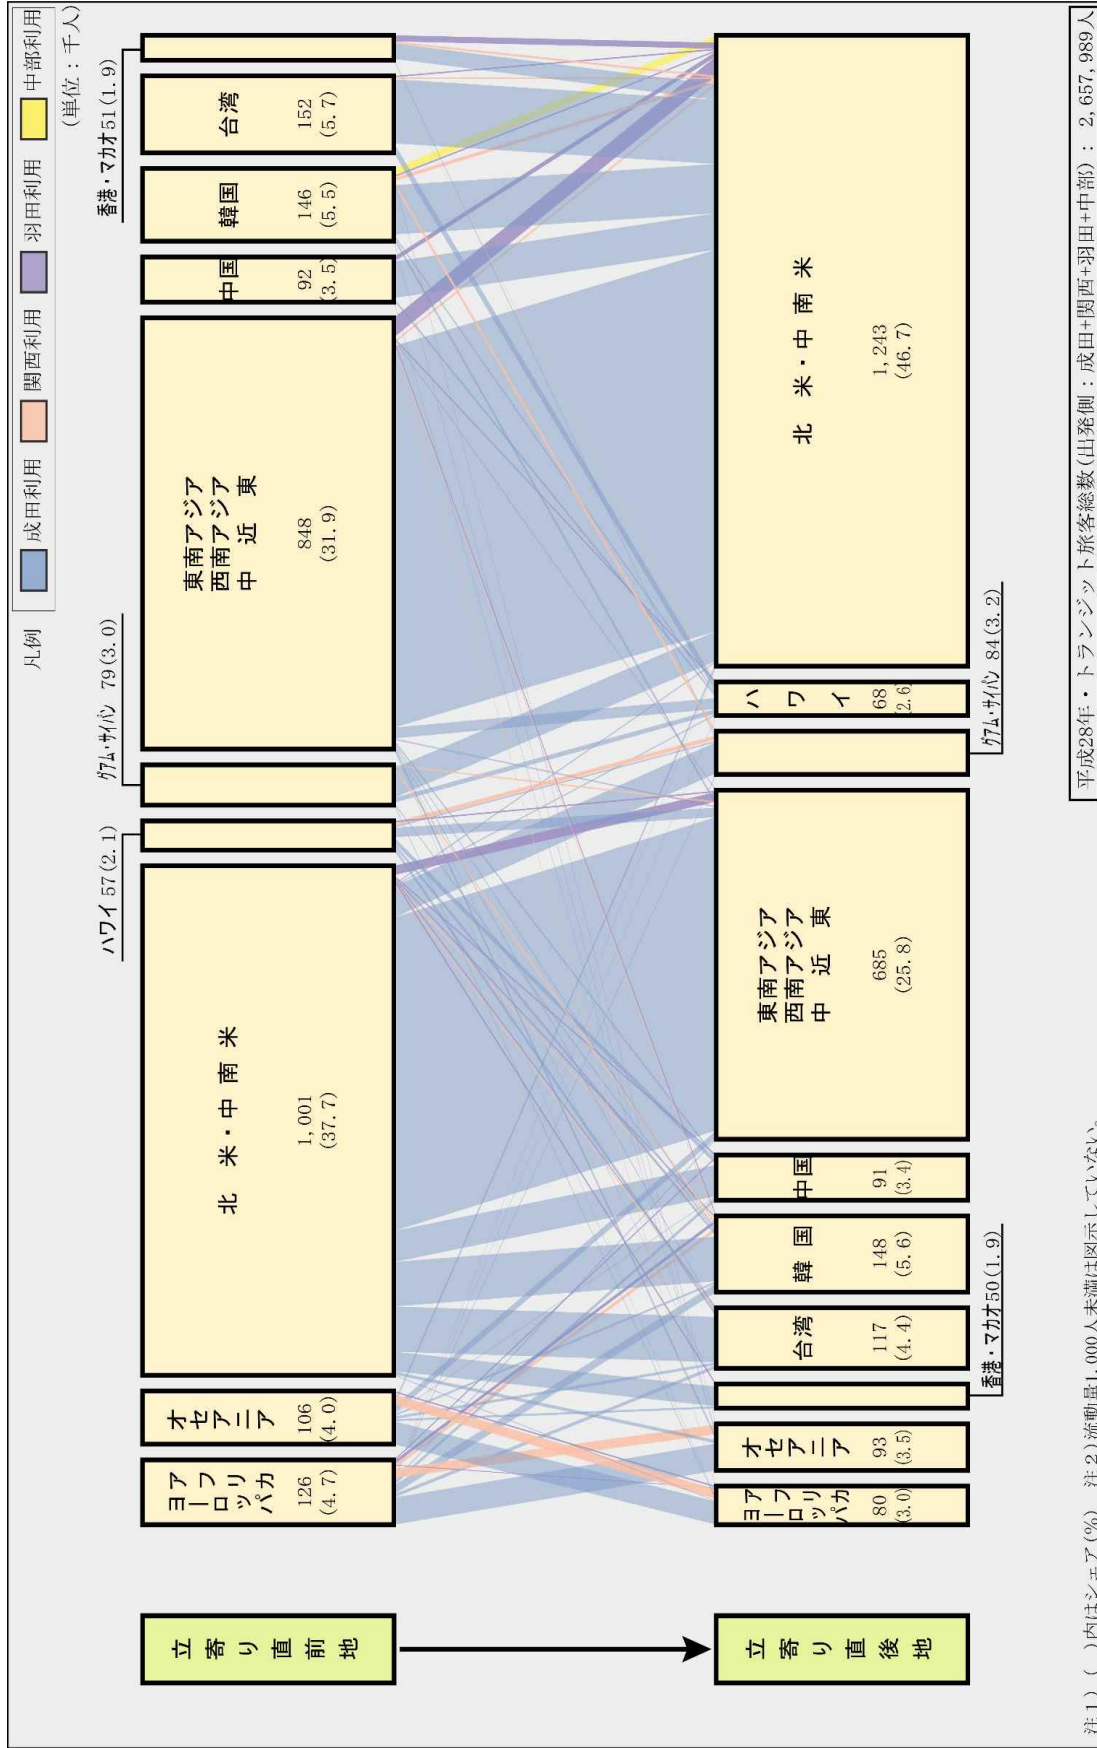 凡例 成田利用 関西利用 羽田利用 中部利用
(単位：千人)
立寄り直前地
ヨーロッパ
アフリカ
126
(4.7)
オセアニア
106
(4.0)
北米・中南米
1,001
(37.7)
ハワイ 57(2.1)
グアム・サイパン 79(3.0)
東南アジア
西南アジア
中近東
848
(31.9)
中国
92
(3.5)
韓国
146
(5.5)
台湾
152
(5.7)
香港・マカオ 51(1.9)
立寄り直後地
ヨーロッパ
アフリカ
80
(3.0)
オセアニア
93
(3.5)
香港・マカオ 50(1.9)
台湾
117
(4.4)
韓国
148
(5.6)
中国
91
(3.4)
東南アジア
西南アジア
中近東
685
(25.8)
グアム・サイパン 84(3.2)
ハワイ
68
(2.6)
北米・中南米
1,243
(46.7)
注1) ( )内はシェア(%) 注2)流動量1,000人未満は図示していない。
平成28年・トランジット旅客総数(出発側：成田+関西+羽田+中部)：2,657,989人